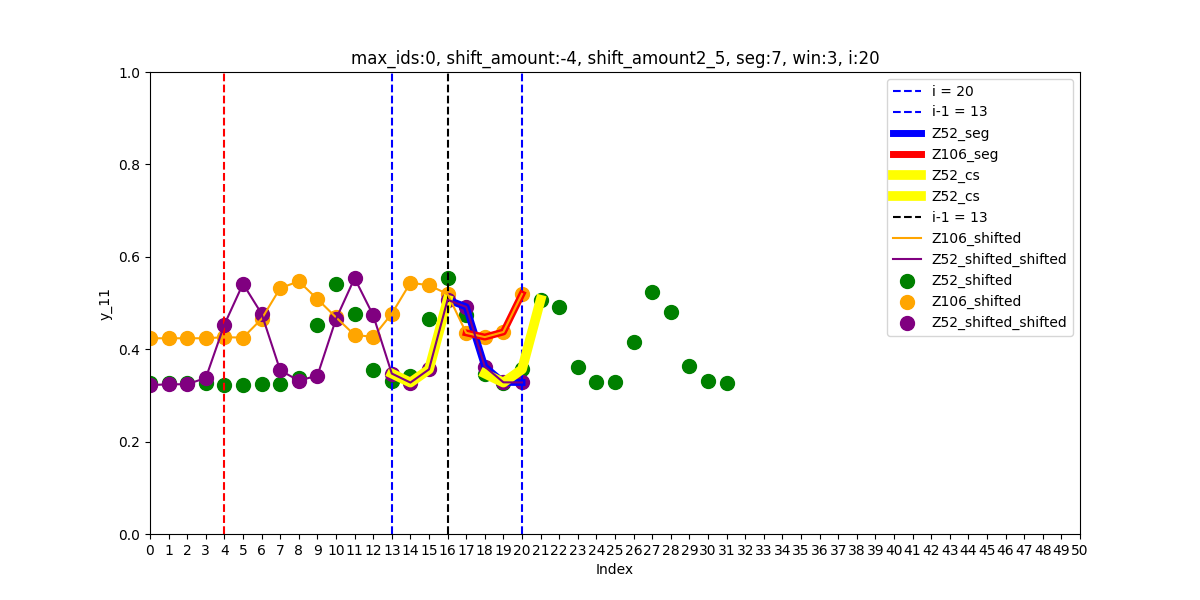 max_ids:0, shift_amount:-4, shift_amount2_5, seg:7, win:3, i:20
1.0
0.8
0.6
0.4
0.2
0.0
y_11
i = 20
i-1 = 13
Z52_seg
Z106_seg
Z52_cs
Z52_cs
i-1 = 13
Z106_shifted
Z52_shifted_shifted
Z52_shifted
Z106_shifted
Z52_shifted_shifted
0 1 2 3 4 5 6 7 8 9 10 11 12 13 14 15 16 17 18 19 20 21 22 23 24 25 26 27 28 29 30 31 32 33 34 35 36 37 38 39 40 41 42 43 44 45 46 47 48 49 50
Index